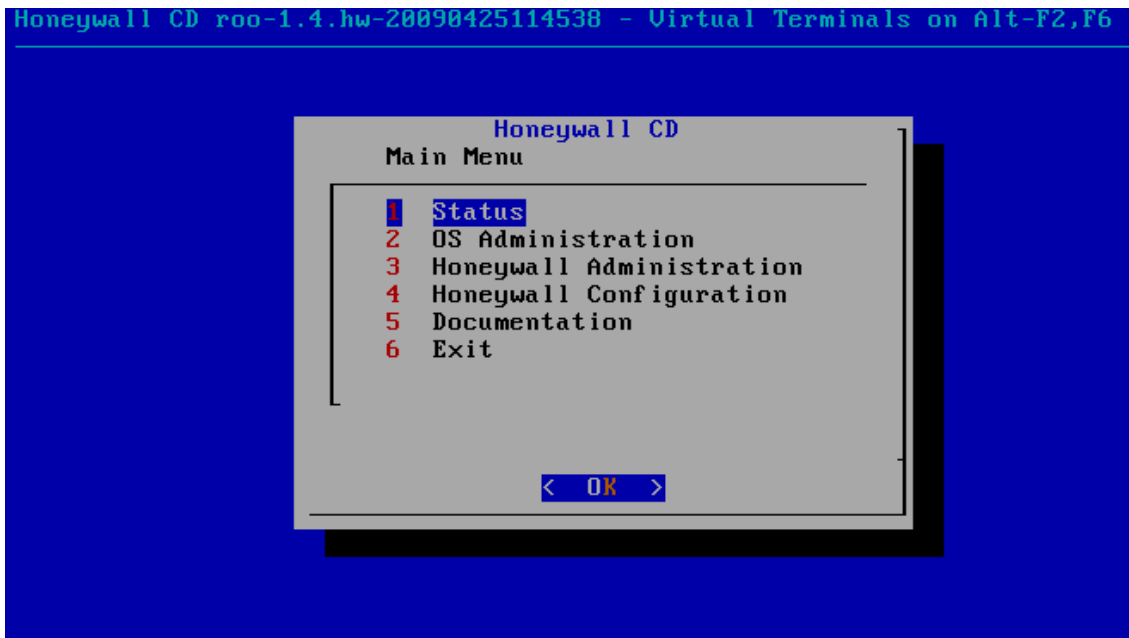 Honeywall CD roo-1.4.hw-20090425114538 - Virtual Terminals on Alt-F2,F6
Honeywall CD
Main Menu
1 Status
2 OS Administration
3 Honeywall Administration
4 Honeywall Configuration
5 Documentation
6 Exit
< OK >